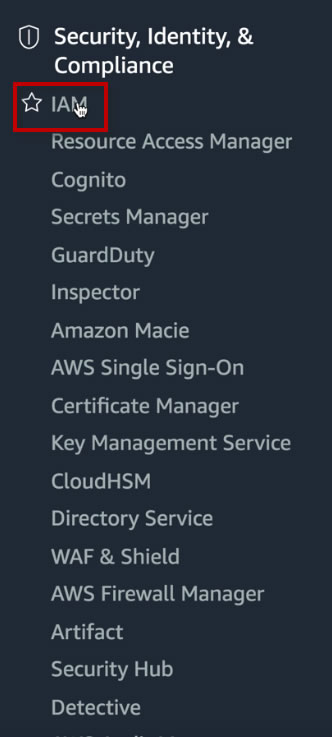 Security, Identity, &
Compliance
IAM
Resource Access Manager
Cognito
Secrets Manager
GuardDuty
Inspector
Amazon Macie
AWS Single Sign-On
Certificate Manager
Key Management Service
CloudHSM
Directory Service
WAF & Shield
AWS Firewall Manager
Artifact
Security Hub
Detective